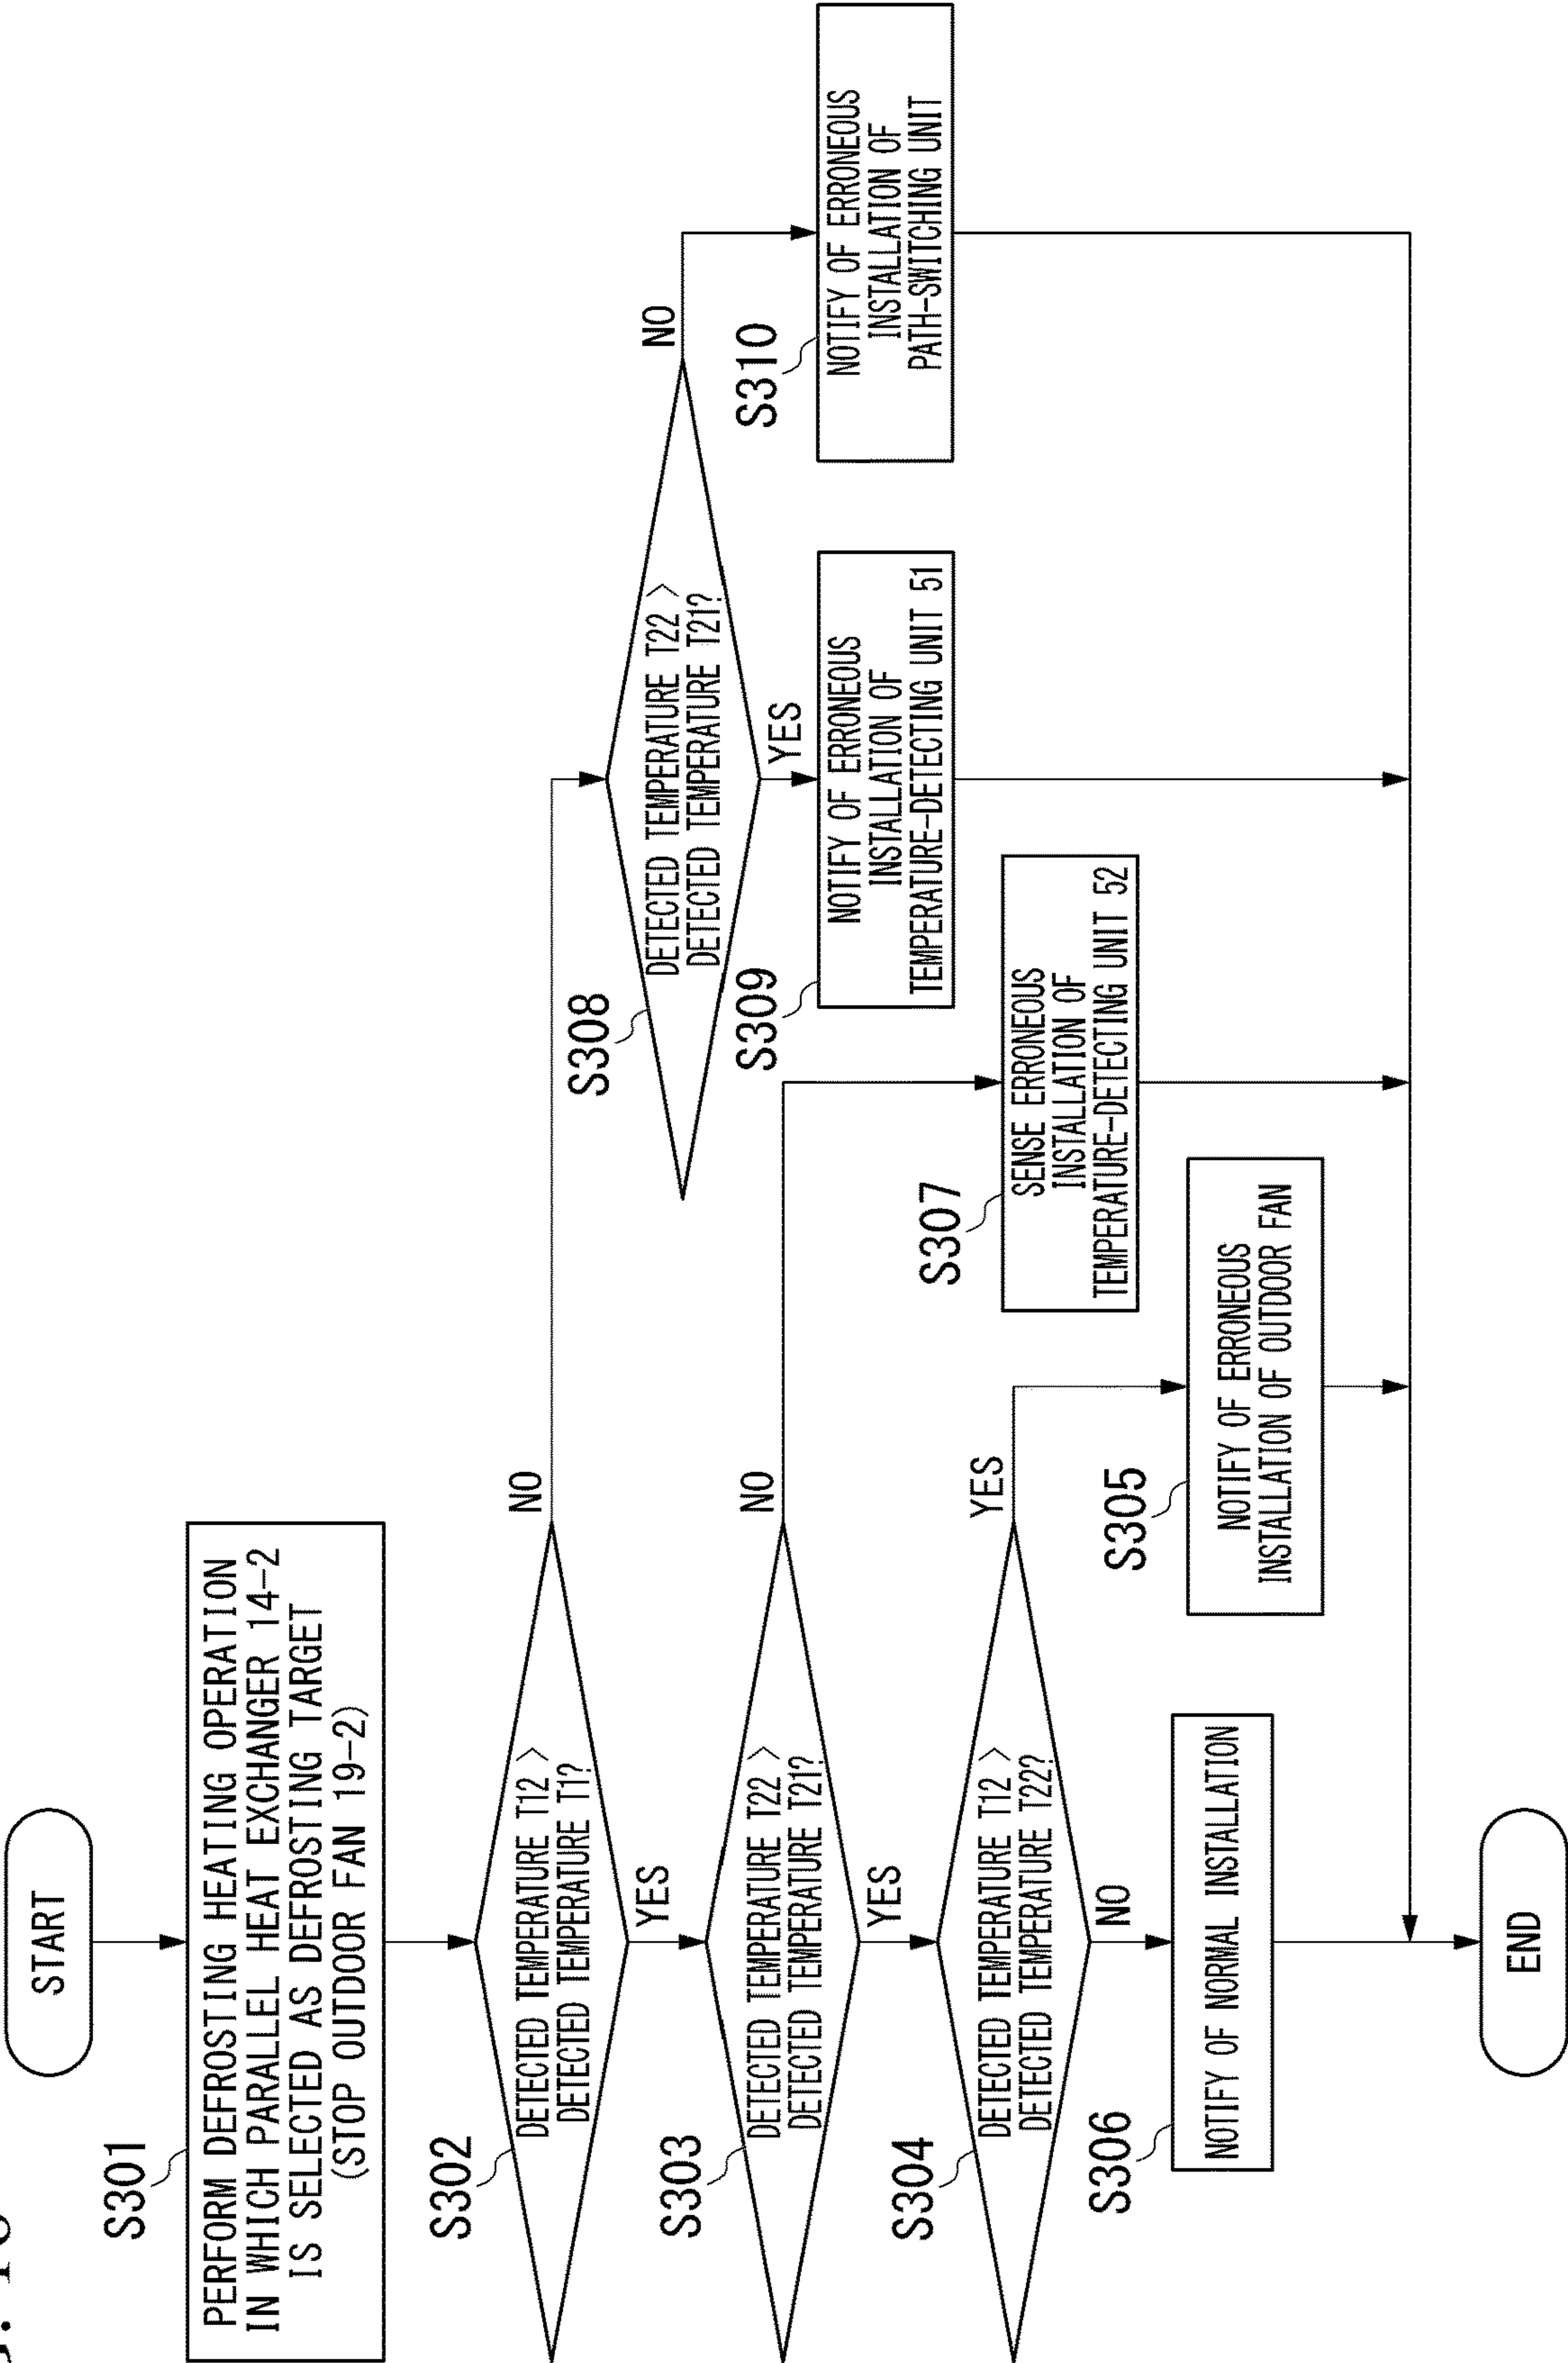 START
S301
PERFORM DEFROSTING HEATING OPERATION
IN WHICH PARALLEL HEAT EXCHANGER 14-2
IS SELECTED AS DEFROSTING TARGET
(STOP OUTDOOR FAN 19-2)
S302
DETECTED TEMPERATURE T12 >
DETECTED TEMPERATURE T11?
NO
YES
S303
DETECTED TEMPERATURE T22 >
DETECTED TEMPERATURE T21?
NO
YES
S304
DETECTED TEMPERATURE T12 >
DETECTED TEMPERATURE T22?
YES
NO
S306
NOTIFY OF NORMAL INSTALLATION
S305
NOTIFY OF ERRONEOUS
INSTALLATION OF OUTDOOR FAN
S307
SENSE ERRONEOUS
INSTALLATION OF
TEMPERATURE-DETECTING UNIT 52
S308
DETECTED TEMPERATURE T22 >
DETECTED TEMPERATURE T21?
NO
YES
S309
NOTIFY OF ERRONEOUS
INSTALLATION OF
TEMPERATURE-DETECTING UNIT 51
S310
NOTIFY OF ERRONEOUS
INSTALLATION OF
PATH-SWITCHING UNIT
END